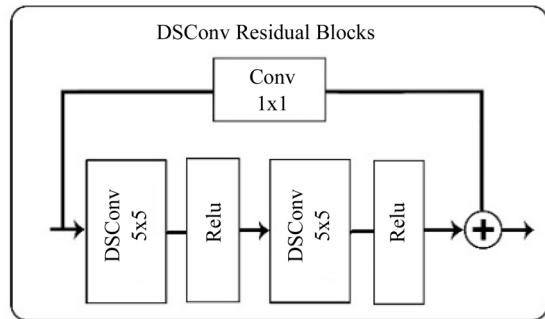 DSConv Residual Blocks
Conv
1x1
DSConv
5x5
Relu
DSConv
5x5
Relu
+